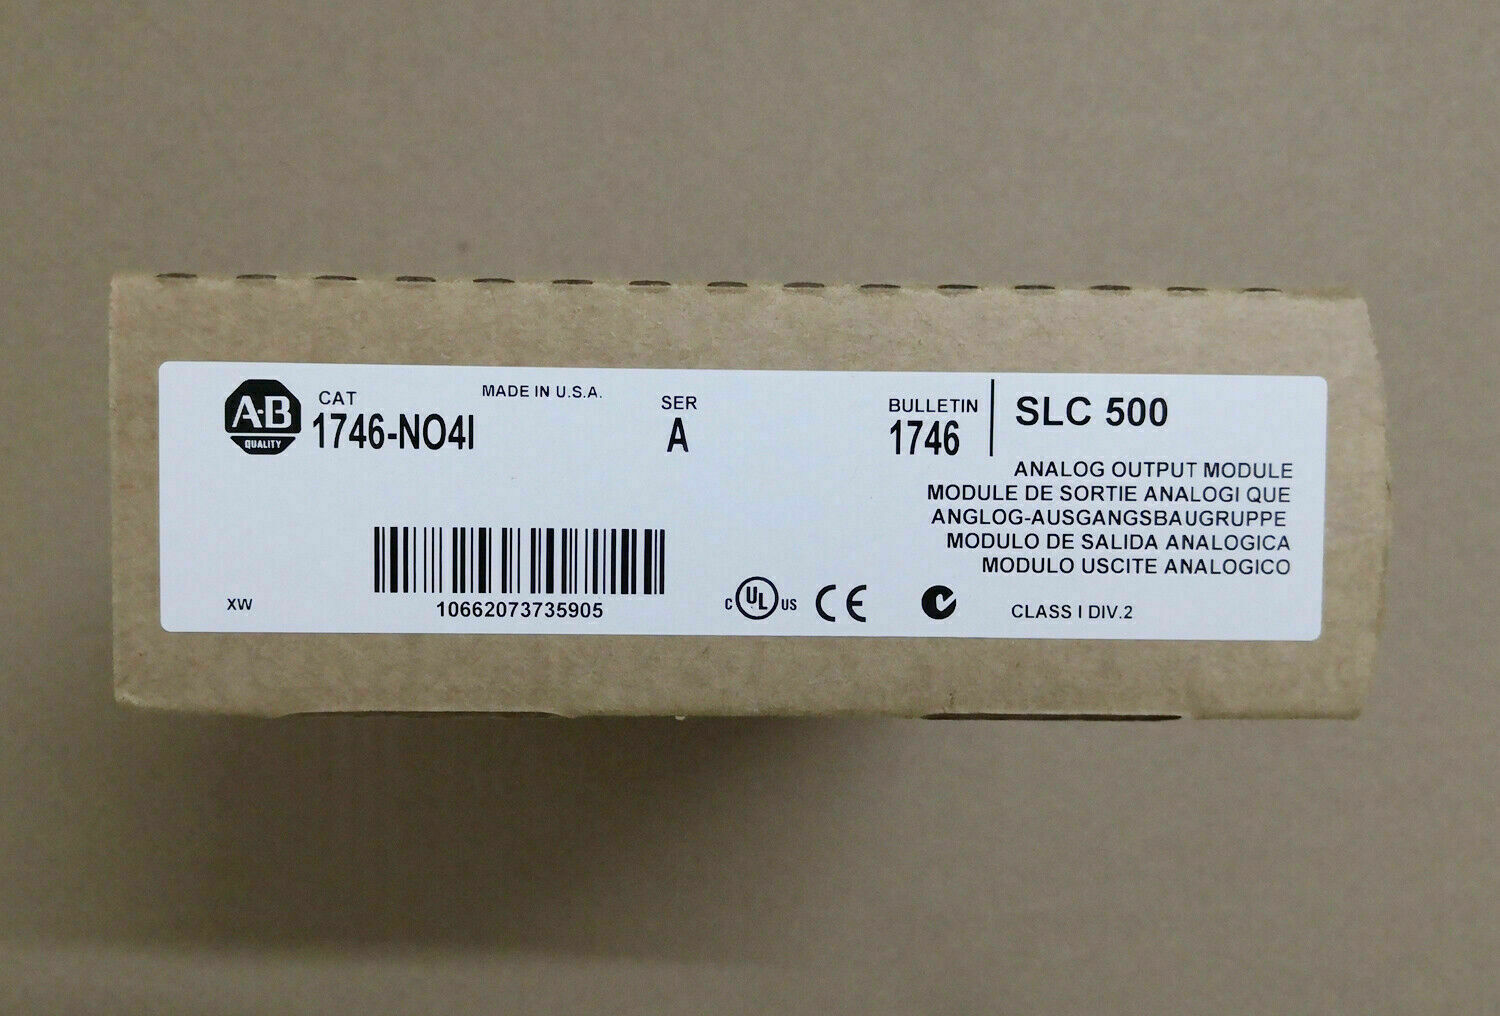 A-B
QUALITY
CAT
1746-NO4I
MADE IN U.S.A.
SER
A
BULLETIN
1746
SLC 500
ANALOG OUTPUT MODULE
MODULE DE SORTIE ANALOGI QUE
ANGLOG-AUSGANGSBAUGRUPPE
MODULO DE SALIDA ANALOGICA
MODULO USCITE ANALOGICO
XW
10662073735905
C UL US
CE
CLASS I DIV.2